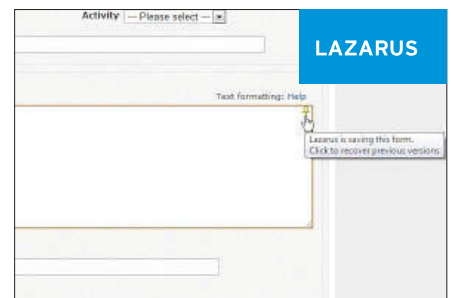 Activity — Please select —
LAZARUS
Text formatting: Help
Lazarus is saving this form.
Click to recover previous versions